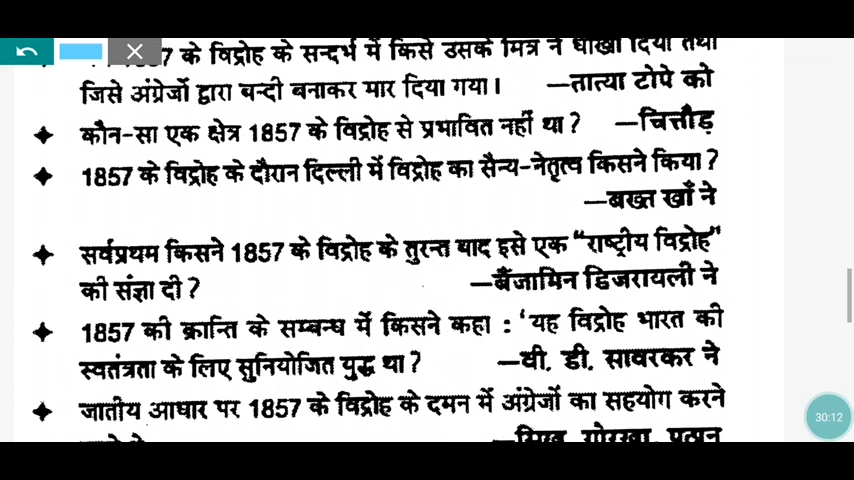 के विद्रोह के सन्दर्भ में किसे उसके मित्र ने धोखा दिया तथा
जिसे अंग्रेजों द्वारा बन्दी बनाकर मार दिया गया। —तात्या टोपे को
कौन-सा एक क्षेत्र 1857 के विद्रोह से प्रभावित नहीं था? —चित्तौड़
1857 के विद्रोह के दौरान दिल्ली में विद्रोह का सैन्य-नेतृत्व किसने किया?
—बख्त खाँ ने
सर्वप्रथम किसने 1857 के विद्रोह के तुरन्त बाद इसे एक “राष्ट्रीय विद्रोह”
की संज्ञा दी? —बैंजामिन डिजरायली ने
1857 की क्रान्ति के सम्बन्ध में किसने कहा : ‘यह विद्रोह भारत की
स्वतंत्रता के लिए सुनियोजित युद्ध था? —वी. डी. सावरकर ने
जातीय आधार पर 1857 के विद्रोह के दमन में अंग्रेजों का सहयोग करने
30:12